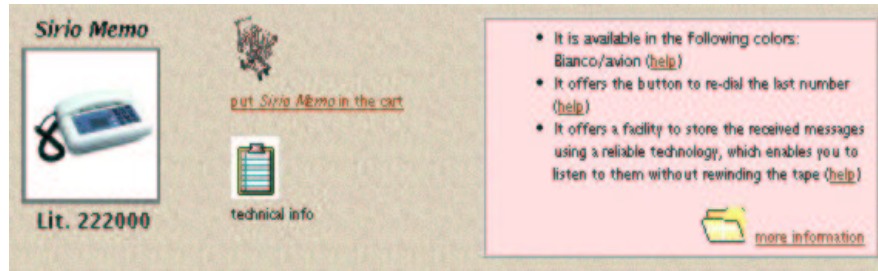 Sirio Memo
Lit. 222000
put Sirio Memo in the cart
technical info
• It is available in the following colors:
Bianco/avion (help)
• It offers the button to re-dial the last number
(help)
• It offers a facility to store the received messages
using a reliable technology, which enables you to
listen to them without rewinding the tape (help)
more information